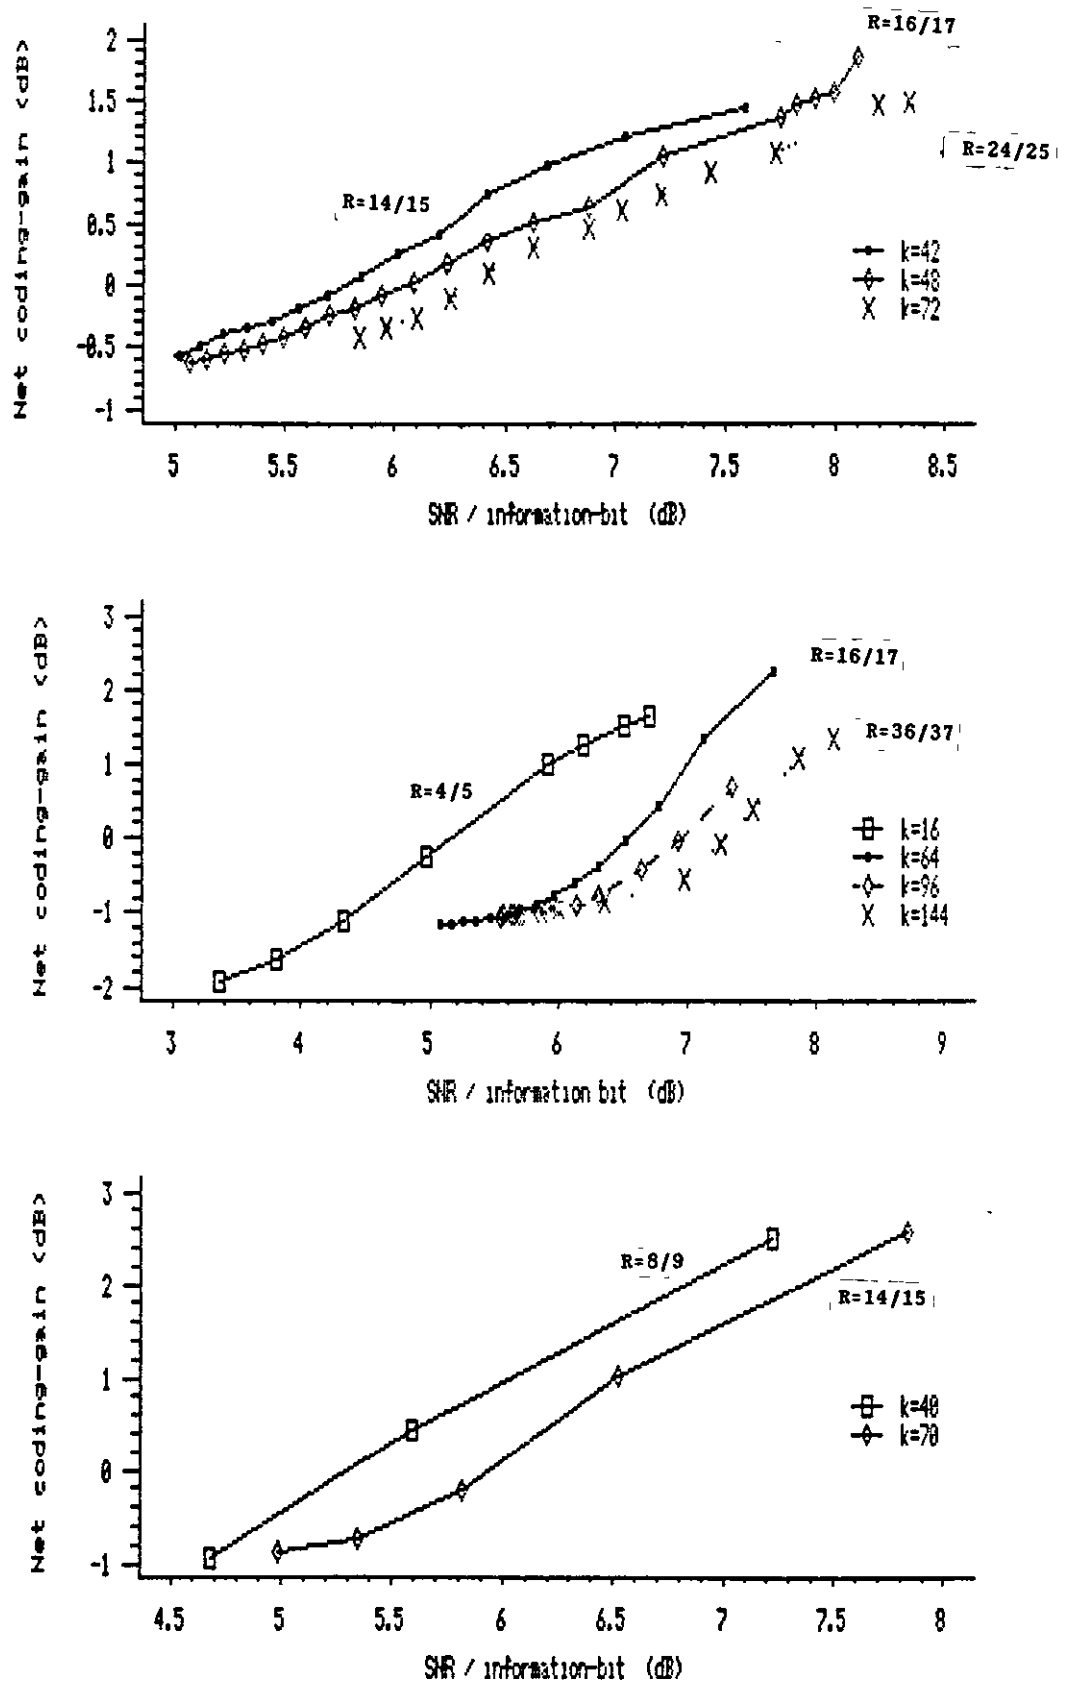 Net coding-gain <dB>
2
1.5
1
0.5
0
-0.5
-1
R=16/17
R=24/25
R=14/15
k=42
k=48
k=72
5 5.5 6 6.5 7 7.5 8 8.5
SNR / information-bit (dB)
Net coding-gain <dB>
3
2
1
0
-1
-2
R=16/17
R=36/37
R=4/5
k=16
k=64
k=96
k=144
3 4 5 6 7 8 9
SNR / information bit (dB)
Net coding-gain <dB>
3
2
1
0
-1
R=8/9
R=14/15
k=40
k=70
4.5 5 5.5 6 6.5 7 7.5 8
SNR / information-bit (dB)